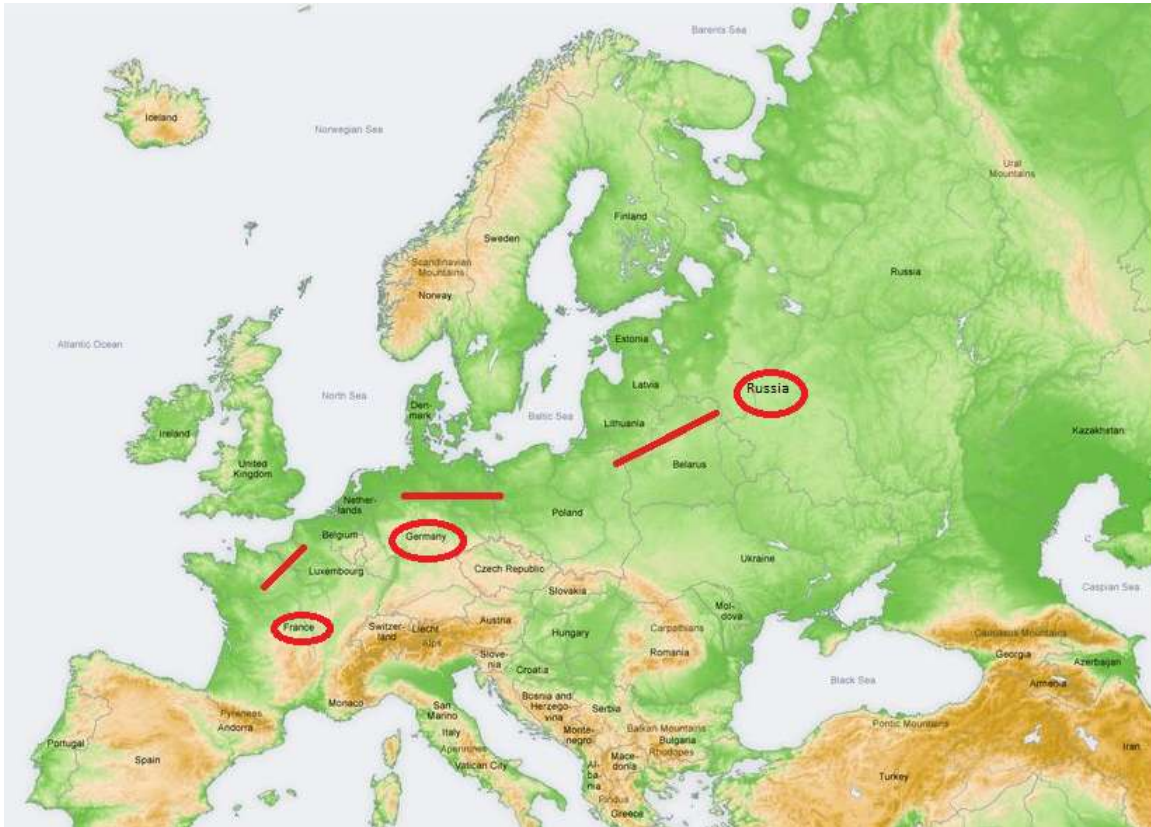 Barents Sea
Iceland
Norwegian Sea
Ural
Mountains
Finland
Sweden
Scandinavian
Mountains
Russia
Norway
Atlantic Ocean
Estonia
North Sea
Latvia
Russia
Den-
mark
Baltic Sea
Lithuania
Ireland
Kazakhstan
United
Kingdom
Belarus
Nether-
lands
Poland
Belgium
Germany
Ukraine
Luxembourg
Czech Republic
Slovakia
Caspian Sea
Mol-
dova
France
Switzer-
land
Liecht
Alps
Austria
Hungary
Carpathians
Romania
Caucasus Mountains
Slove-
nia
Croatia
Georgia
Azerbaijan
Armenia
Black Sea
Monaco
San
Marino
Bosnia and
Herzego-
vina
Serbia
Pyrenees
Andorra
Italy
Monte-
negro
Balkan Mountains
Bulgaria
Rhodopes
Pontic Mountains
Portugal
Spain
Apennines
Vatican City
Al-
ba
nia
Mace-
donia
Iran
Turkey
Pindus
Greece